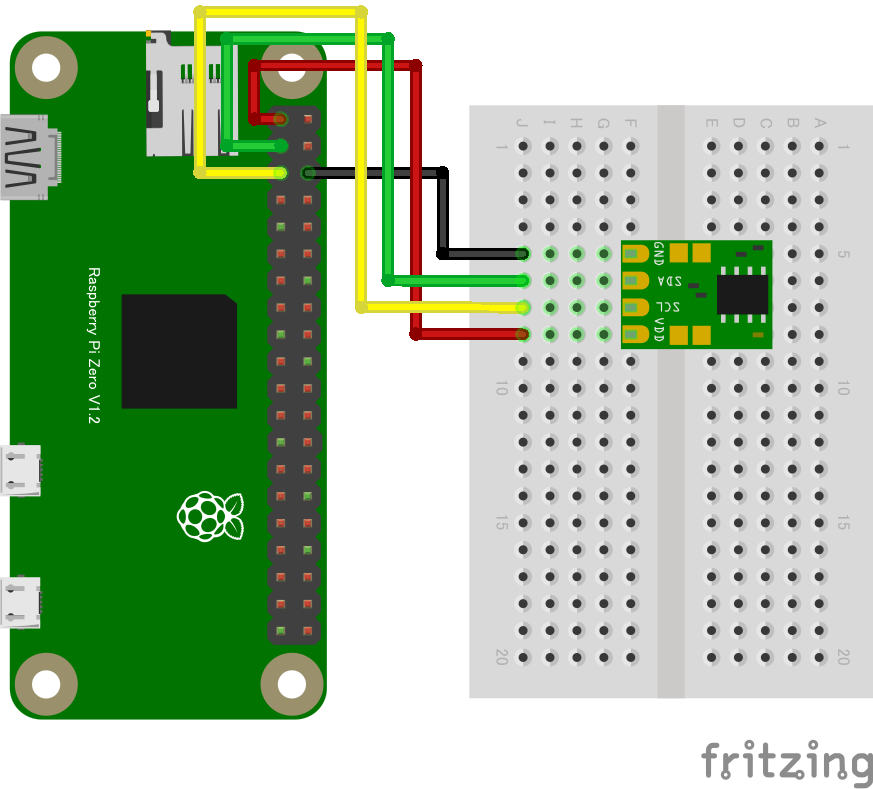 J I H G F E D C B A
1 1
5
GND
SDA
SCL
VDD
Raspberry Pi Zero V1.2
10 10
15 15
20 20
fritzing